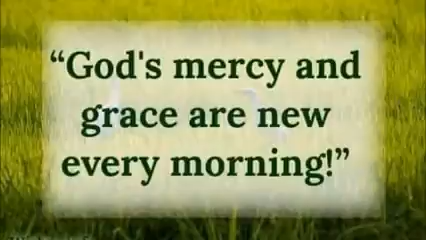 “God's mercy and
grace are new
every morning!”